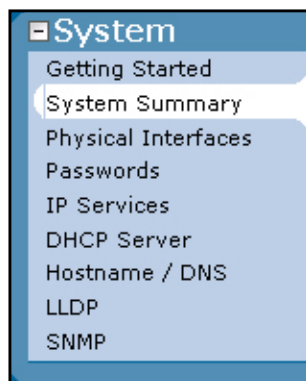 System
Getting Started
System Summary
Physical Interfaces
Passwords
IP Services
DHCP Server
Hostname / DNS
LLDP
SNMP